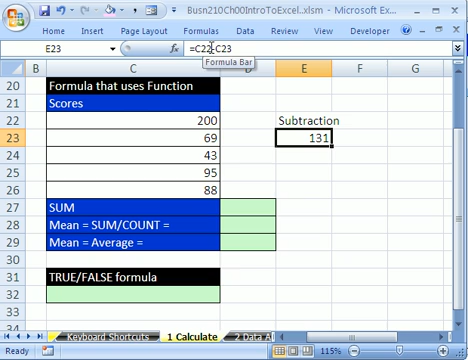 Busn210Ch00IntroToExcel..xlsm - Microsoft Excel
Home Insert Page Layout Formulas Data Review View Developer
E23 fx =C22-C23
Formula Bar
B C D E F G
20 Formula that uses Function
21 Scores
22 200 Subtraction
23 69 131
24 43
25 95
26 88
27 SUM
28 Mean = SUM/COUNT =
29 Mean = Average =
30
31 TRUE/FALSE formula
32
33
Keyboard Shortcuts 1 Calculate 2 Data
Ready 115%